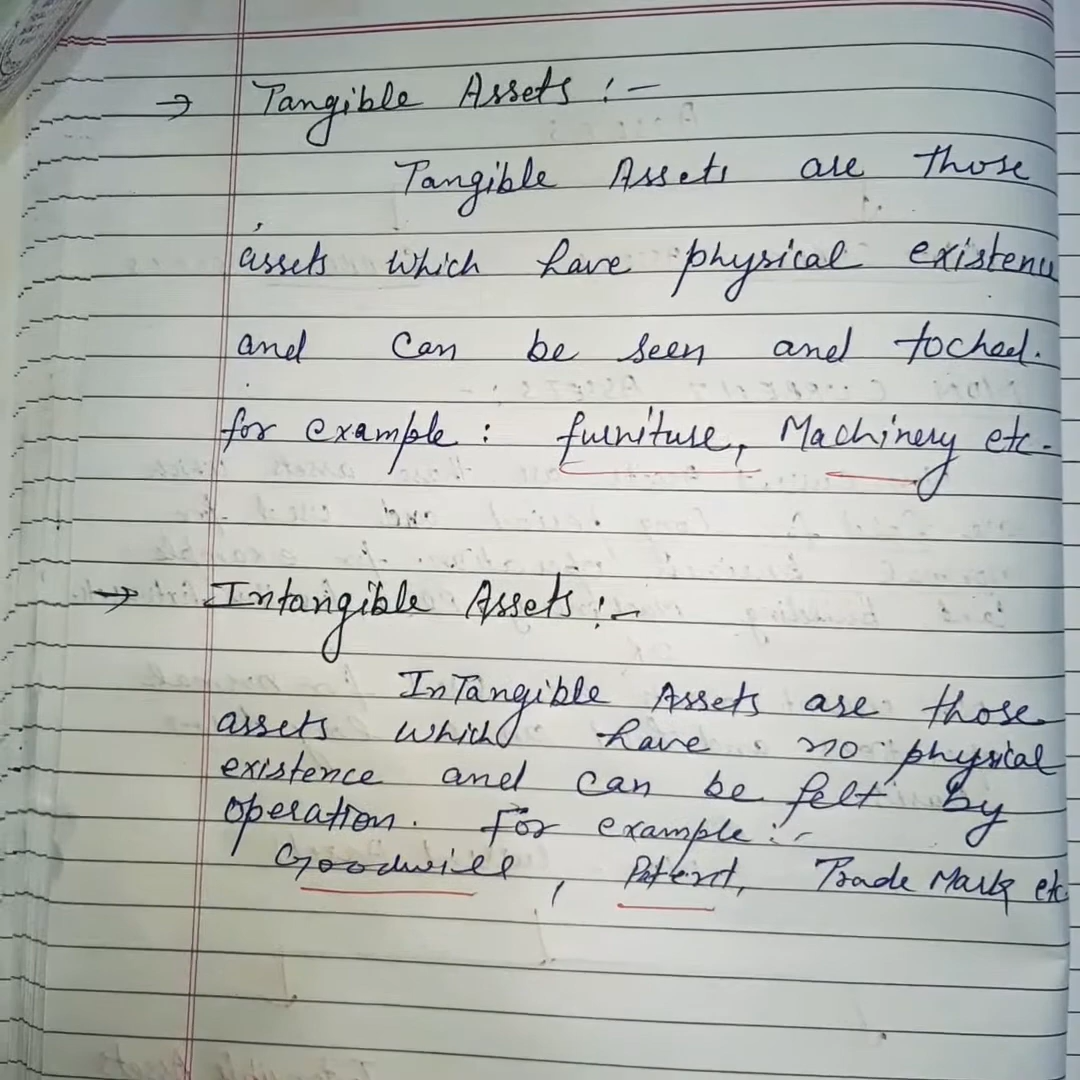 → Tangible Assets :-
Tangible Assets are those
assets which have physical existence
and can be seen and toched.
for example : furniture, Machinery etc.
→ Intangible Assets :-
InTangible Assets are those
assets which have no physical
existence and can be felt by
operation. For example :-
Goodwill, Patent, Trade Mark etc